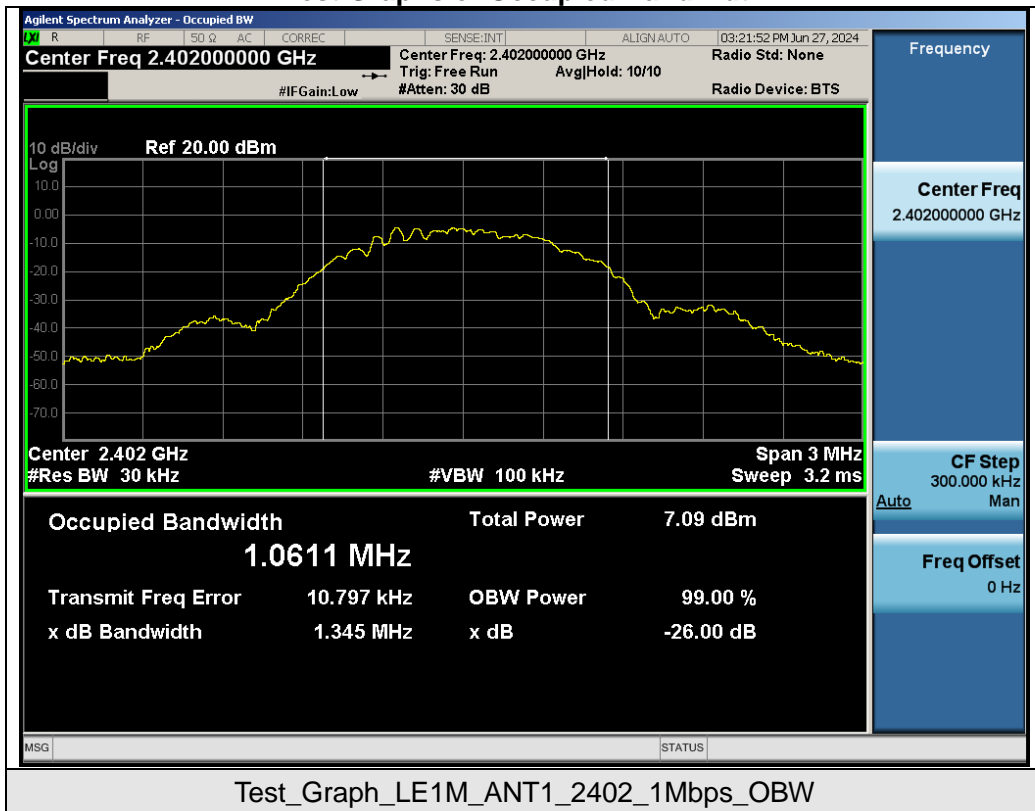 Agilent Spectrum Analyzer - Occupied BW
LXI R RF 50 Ω AC CORREC SENSE:INT ALIGN AUTO 03:21:52 PM Jun 27, 2024
Center Freq 2.402000000 GHz
Center Freq: 2.402000000 GHz Radio Std: None
Trig: Free Run Avg|Hold: 10/10
#IFGain:Low #Atten: 30 dB Radio Device: BTS
Frequency
10 dB/div Ref 20.00 dBm
Log
10.0
0.00
-10.0
-20.0
-30.0
-40.0
-50.0
-60.0
-70.0
Center 2.402 GHz Span 3 MHz
#Res BW 30 kHz #VBW 100 kHz Sweep 3.2 ms
Center Freq
2.402000000 GHz
CF Step
300.000 kHz
Auto Man
Freq Offset
0 Hz
Occupied Bandwidth Total Power 7.09 dBm
1.0611 MHz
Transmit Freq Error 10.797 kHz OBW Power 99.00 %
x dB Bandwidth 1.345 MHz x dB -26.00 dB
MSG STATUS
Test_Graph_LE1M_ANT1_2402_1Mbps_OBW